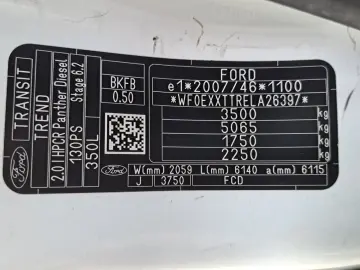 TRANSIT
TREND
2.0 l HPCR Panther Diesel
130PS Stage 6.2
350L
Ford
BKFB
0.50
FORD
e1*2007/46*1100
*WF0EXXTTRELA26397*
3500 kg
5065 kg
1750 kg
2250 kg
Ford
W(mm) 2059 L(mm) 6140 a(mm) 6115
J 3750 FCD